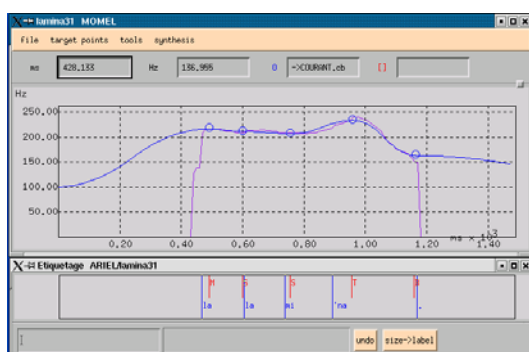 lamina31 MOMEL
File target points tools synthesis
ms 428.133 Hz 136.955 0 ->COURANT.cb []
Hz
250.00
200.00
150.00
100.00
50.00
0.20 0.40 0.60 0.80 1.00 1.20
ms x 10^3
Etiquetage ARIEL/lamina31
M S S T B
la la mi 'na .
undo size->label